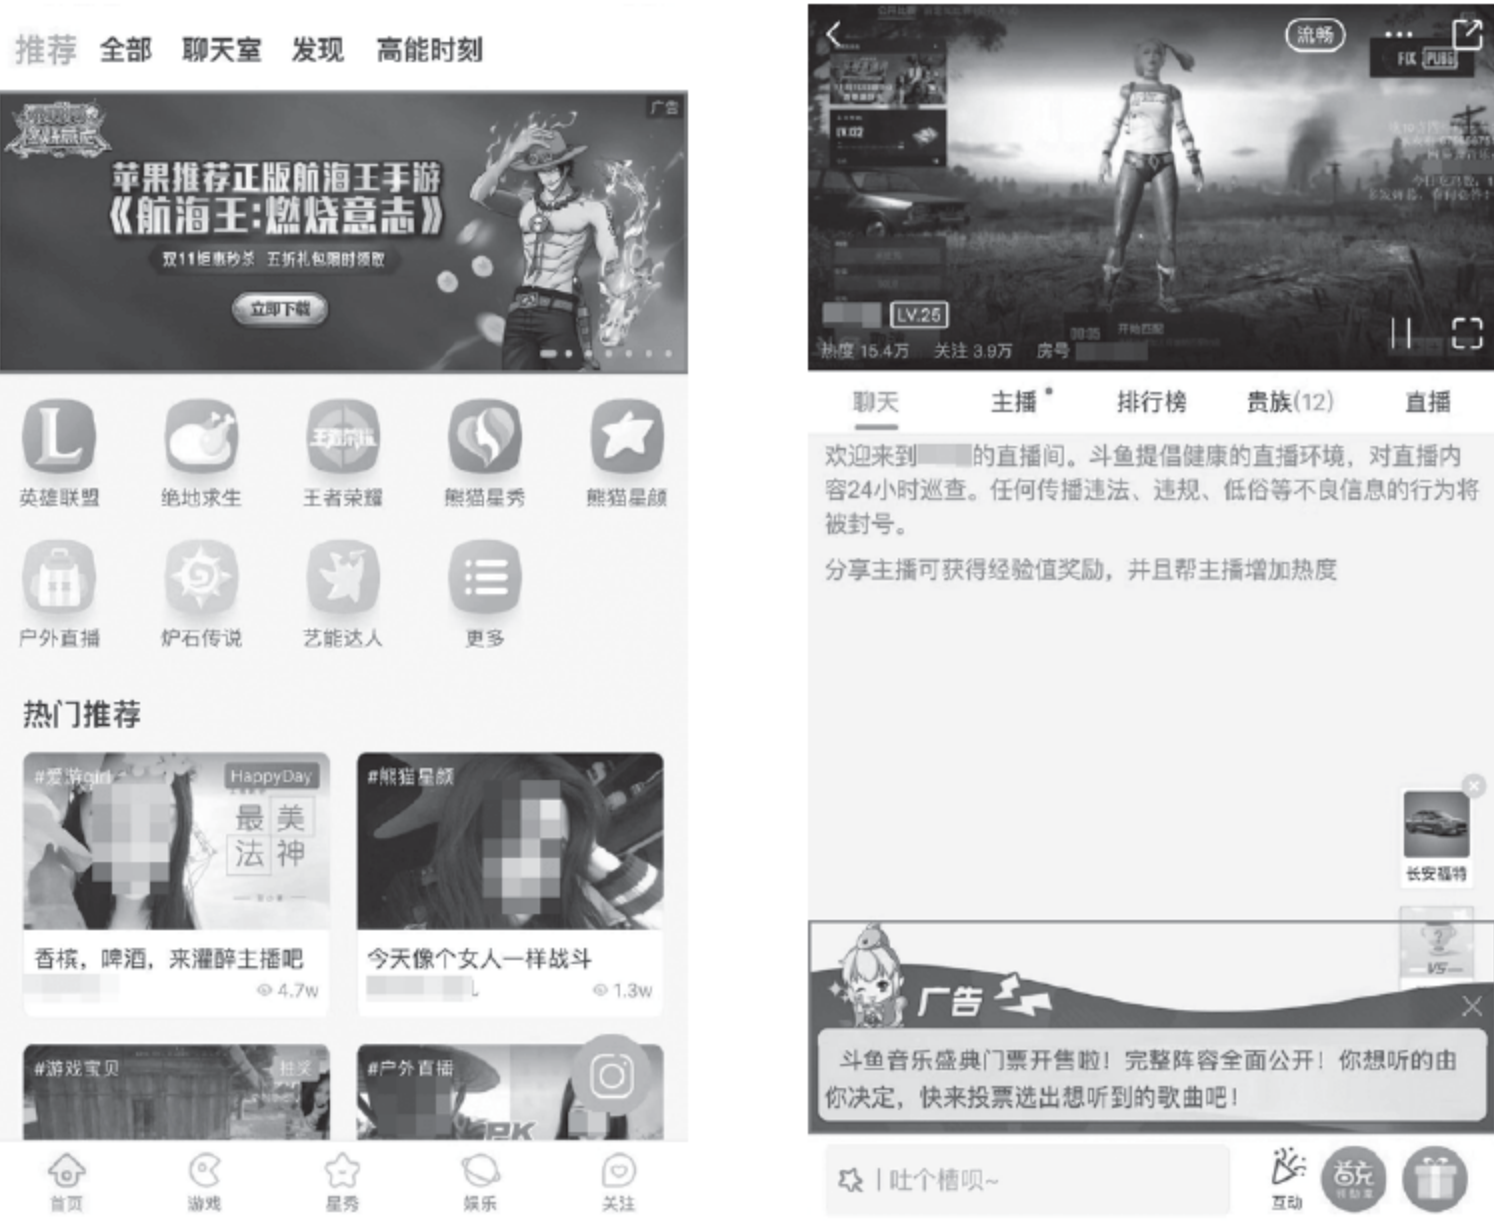 推荐 全部 聊天室 发现 高能时刻
广告
苹果推荐正版航海王手游
《航海王:燃烧意志》
双11钜惠秒杀 五折礼包限时领取
立即下载
英雄联盟 绝地求生 王者荣耀 熊猫星秀 熊猫星颜
户外直播 炉石传说 艺能达人 更多
热门推荐
#爱游girl HappyDay
最美
法神
香槟，啤酒，来灌醉主播吧
4.7w
#熊猫星颜
今天像个女人一样战斗
1.3w
#游戏宝贝 抽奖
#户外直播
PK
首页 游戏 星秀 娱乐 关注
流畅
PUBG
LV.02
LV.25
00:05 开始匹配
热度 15.4万 关注 3.9万 房号
聊天 主播 排行榜 贵族(12) 直播
欢迎来到 的直播间。斗鱼提倡健康的直播环境，对直播内
容24小时巡查。任何传播违法、违规、低俗等不良信息的行为将
被封号。
分享主播可获得经验值奖励，并且帮主播增加热度
长安福特
VS
广告
斗鱼音乐盛典门票开售啦！完整阵容全面公开！你想听的由
你决定，快来投票选出想听到的歌曲吧！
吐个槽呗~
互动
首充